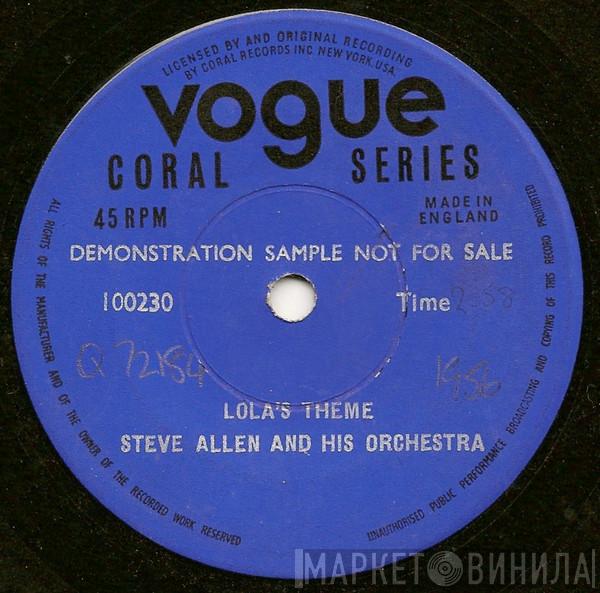 LICENSED BY AND ORIGINAL RECORDING
BY CORAL RECORDS INC NEW YORK, USA
vogue
CORAL SERIES
45 RPM
MADE IN
ENGLAND
DEMONSTRATION SAMPLE NOT FOR SALE
100230
Time 2.58
Q 72184
1956
LOLA'S THEME
STEVE ALLEN AND HIS ORCHESTRA
ALL RIGHTS OF THE MANUFACTURER AND OF THE OWNER OF THE RECORDED WORK RESERVED
UNAUTHORISED PUBLIC PERFORMANCE BROADCASTING AND COPYING OF THIS RECORD PROHIBITED
МАРКЕТ ВИНИЛА